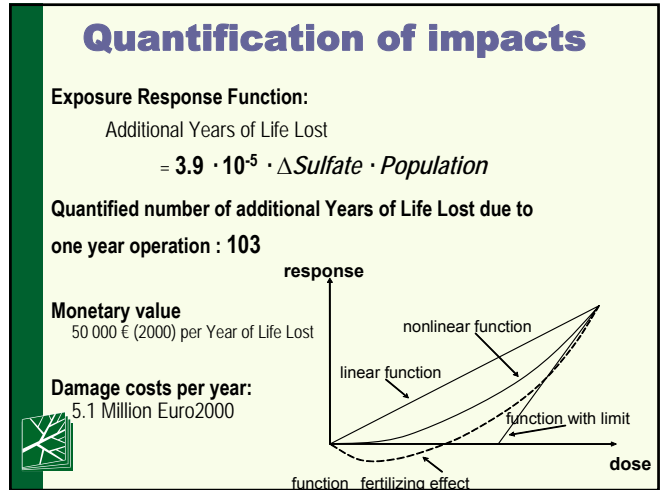 Quantification of impacts
Exposure Response Function:
Additional Years of Life Lost
= 3.9 · 10⁻⁵ · ΔSulfate · Population
Quantified number of additional Years of Life Lost due to
one year operation : 103
Monetary value
50 000 € (2000) per Year of Life Lost
Damage costs per year:
5.1 Million Euro2000
response
nonlinear function
linear function
function with limit
dose
function fertilizing effect